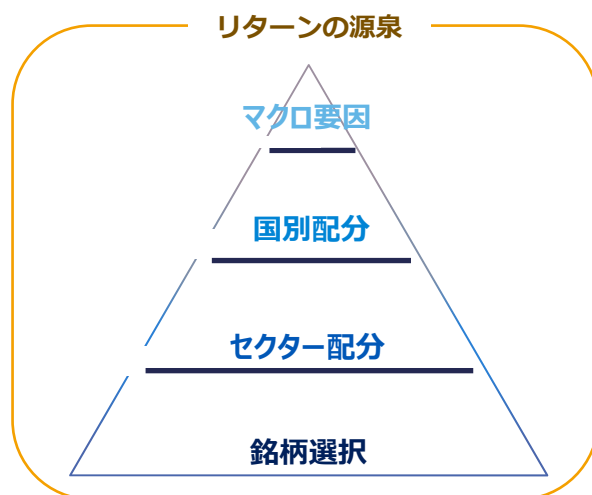 リターンの源泉
マクロ要因
国別配分
セクター配分
銘柄選択